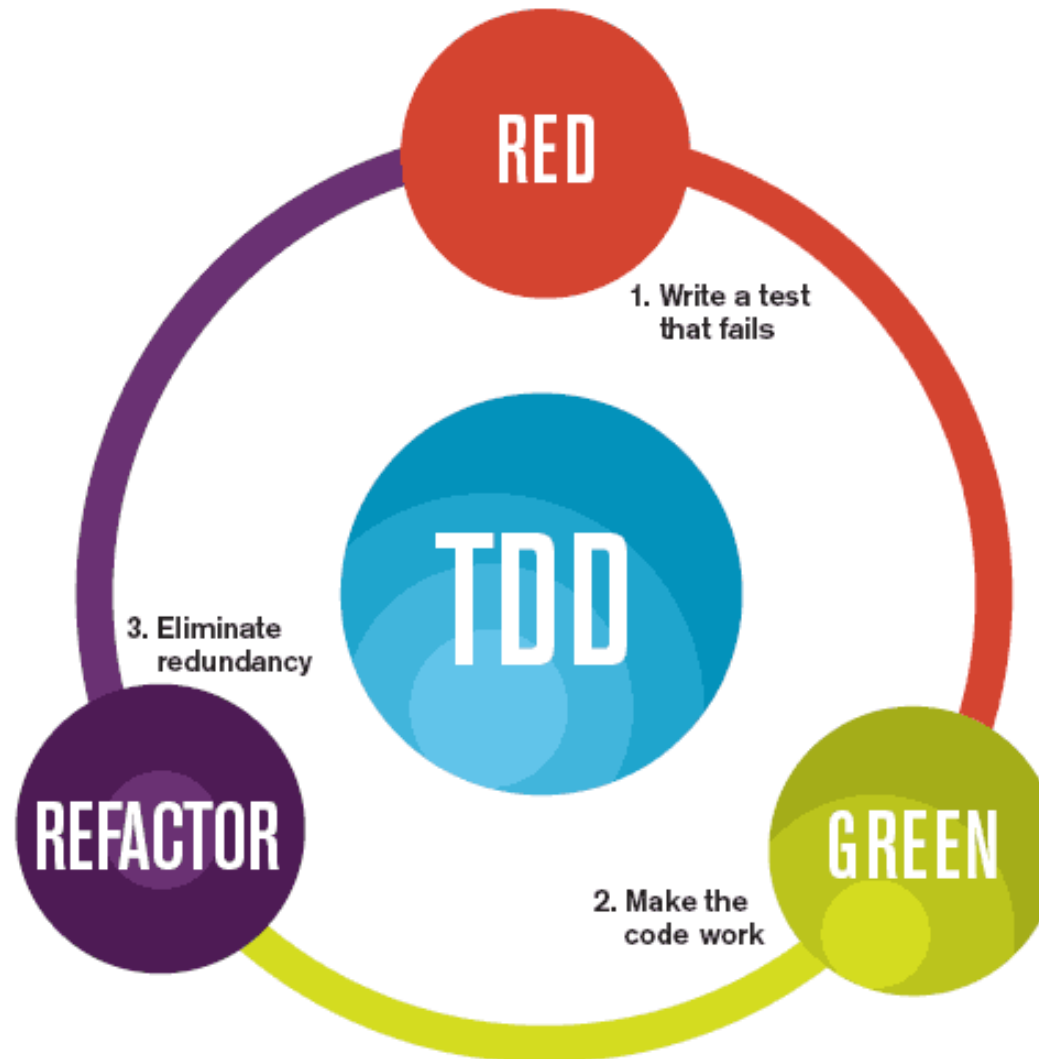 RED
1. Write a test
that fails
TDD
3. Eliminate
redundancy
REFACTOR
GREEN
2. Make the
code work